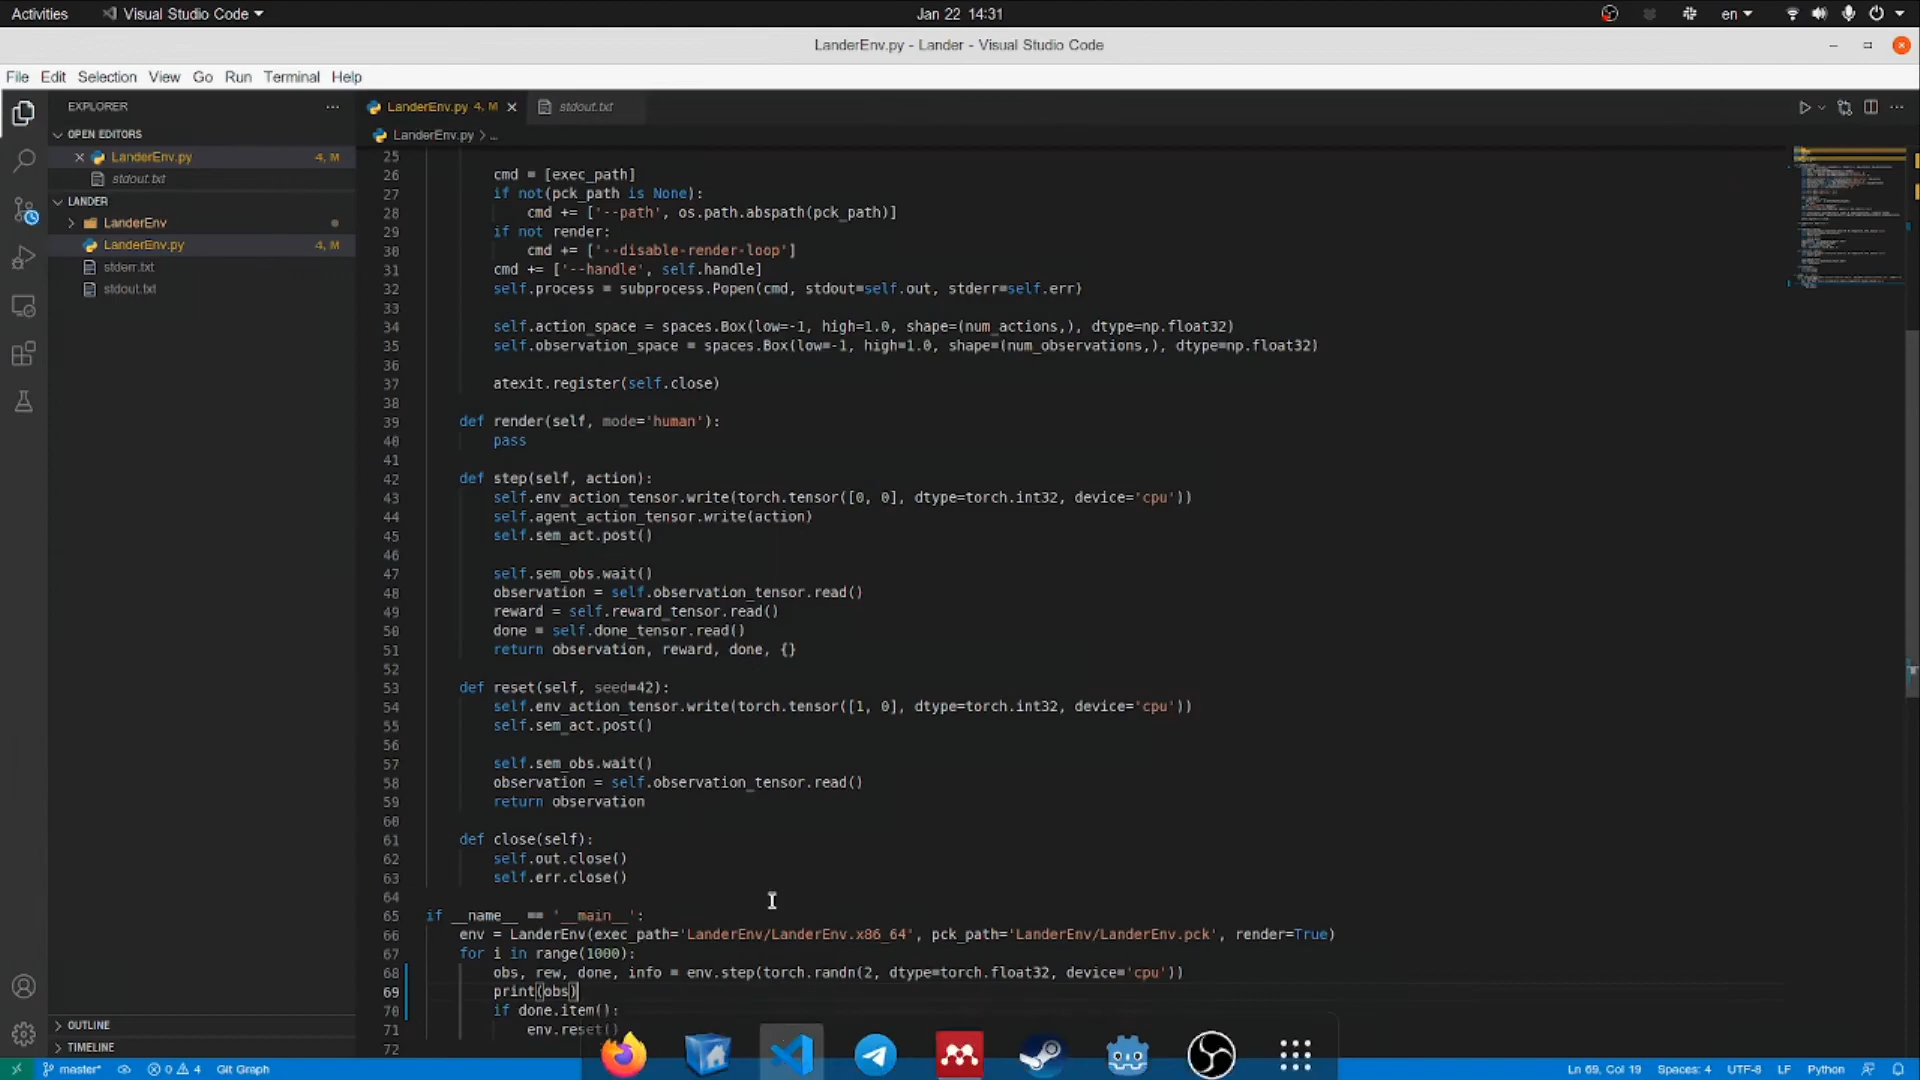 Activities
Visual Studio Code
Jan 22 14:31
en
LanderEnv.py - Lander - Visual Studio Code
File Edit Selection View Go Run Terminal Help
EXPLORER
OPEN EDITORS
LanderEnv.py 4, M
stdout.txt
LANDER
LanderEnv
LanderEnv.py 4, M
stderr.txt
stdout.txt
OUTLINE
TIMELINE
LanderEnv.py 4, M
stdout.txt
LanderEnv.py > ...
25
26 cmd = [exec_path]
27 if not(pck_path is None):
28 cmd += ['--path', os.path.abspath(pck_path)]
29 if not render:
30 cmd += ['--disable-render-loop']
31 cmd += ['--handle', self.handle]
32 self.process = subprocess.Popen(cmd, stdout=self.out, stderr=self.err)
33
34 self.action_space = spaces.Box(low=-1, high=1.0, shape=(num_actions,), dtype=np.float32)
35 self.observation_space = spaces.Box(low=-1, high=1.0, shape=(num_observations,), dtype=np.float32)
36
37 atexit.register(self.close)
38
39 def render(self, mode='human'):
40 pass
41
42 def step(self, action):
43 self.env_action_tensor.write(torch.tensor([0, 0], dtype=torch.int32, device='cpu'))
44 self.agent_action_tensor.write(action)
45 self.sem_act.post()
46
47 self.sem_obs.wait()
48 observation = self.observation_tensor.read()
49 reward = self.reward_tensor.read()
50 done = self.done_tensor.read()
51 return observation, reward, done, {}
52
53 def reset(self, seed=42):
54 self.env_action_tensor.write(torch.tensor([1, 0], dtype=torch.int32, device='cpu'))
55 self.sem_act.post()
56
57 self.sem_obs.wait()
58 observation = self.observation_tensor.read()
59 return observation
60
61 def close(self):
62 self.out.close()
63 self.err.close()
64
65 if __name__ == '__main__':
66 env = LanderEnv(exec_path='LanderEnv/LanderEnv.x86_64', pck_path='LanderEnv/LanderEnv.pck', render=True)
67 for i in range(1000):
68 obs, rew, done, info = env.step(torch.randn(2, dtype=torch.float32, device='cpu'))
69 print(obs)
70 if done.item():
71 env.reset()
72
master* 0 4 Git Graph
Ln 69, Col 19 Spaces: 4 UTF-8 LF Python